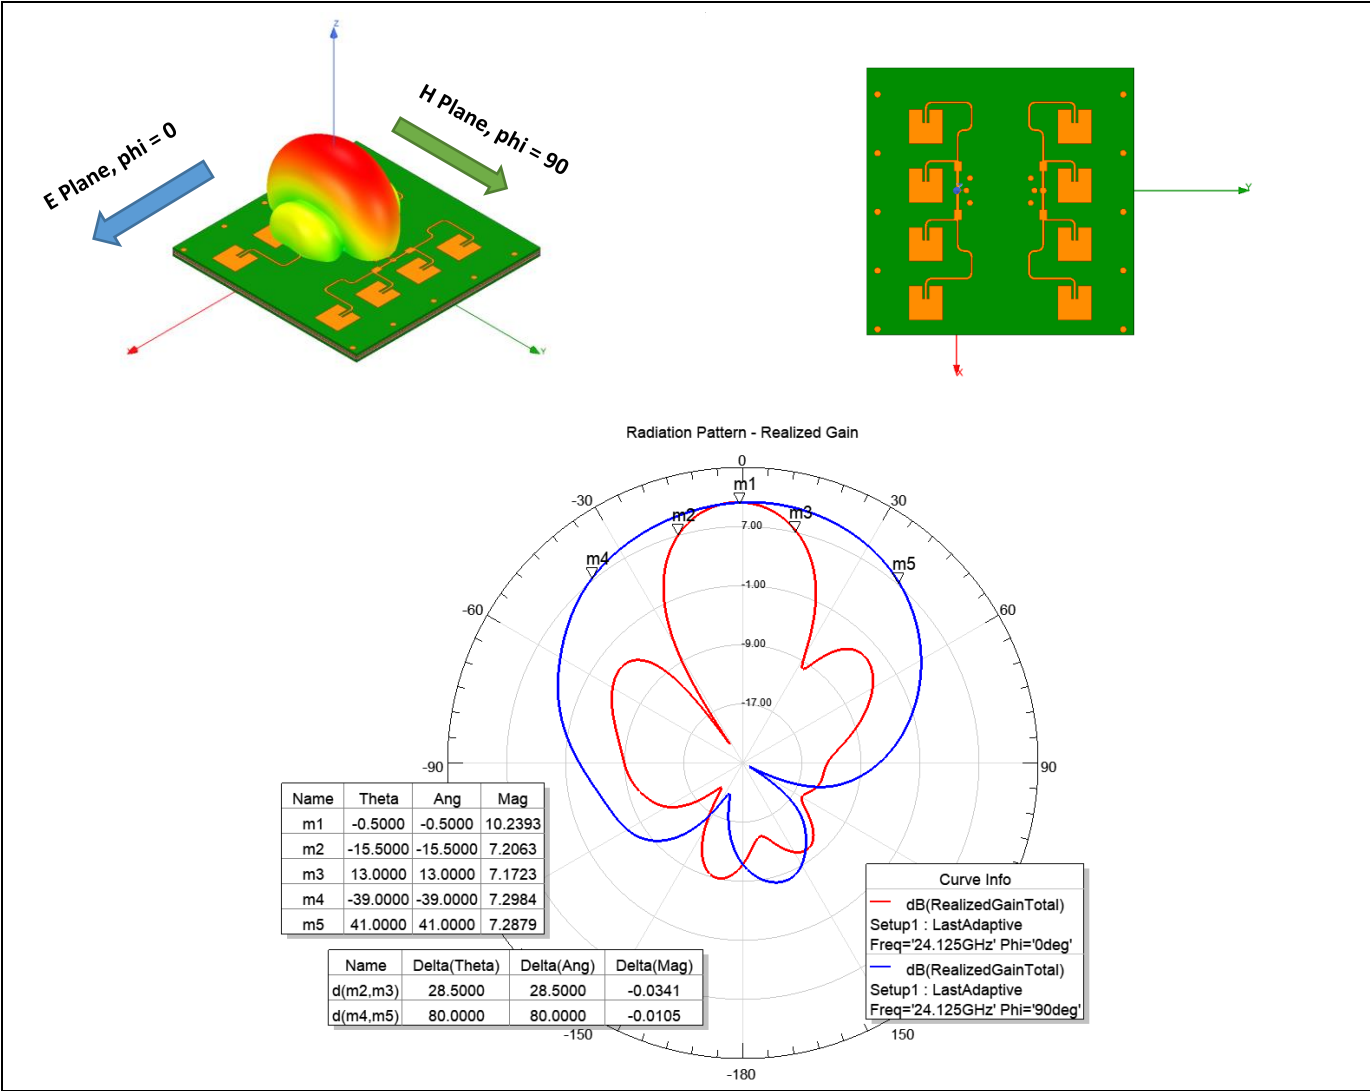 Z
E Plane, phi = 0
H Plane, phi = 90
Y
Y
X
Radiation Pattern - Realized Gain
0
-30
30
m1
m2
m3
7.00
m4
m5
-1.00
-60
60
-9.00
-17.00
-90
90
Name Theta Ang Mag
m1 -0.5000 -0.5000 10.2393
m2 -15.5000 -15.5000 7.2063
m3 13.0000 13.0000 7.1723
m4 -39.0000 -39.0000 7.2984
m5 41.0000 41.0000 7.2879
Name Delta(Theta) Delta(Ang) Delta(Mag)
d(m2,m3) 28.5000 28.5000 -0.0341
d(m4,m5) 80.0000 80.0000 -0.0105
Curve Info
dB(RealizedGainTotal)
Setup1 : LastAdaptive
Freq='24.125GHz' Phi='0deg'
dB(RealizedGainTotal)
Setup1 : LastAdaptive
Freq='24.125GHz' Phi='90deg'
-150
150
-180